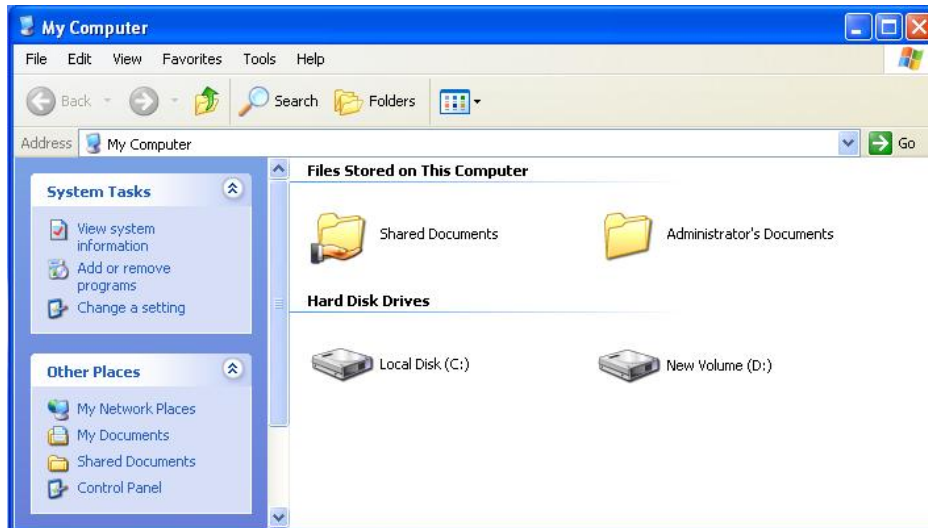 My Computer
File Edit View Favorites Tools Help
Back Search Folders
Address My Computer Go
System Tasks
View system
information
Add or remove
programs
Change a setting
Other Places
My Network Places
My Documents
Shared Documents
Control Panel
Files Stored on This Computer
Shared Documents Administrator's Documents
Hard Disk Drives
Local Disk (C:) New Volume (D:)